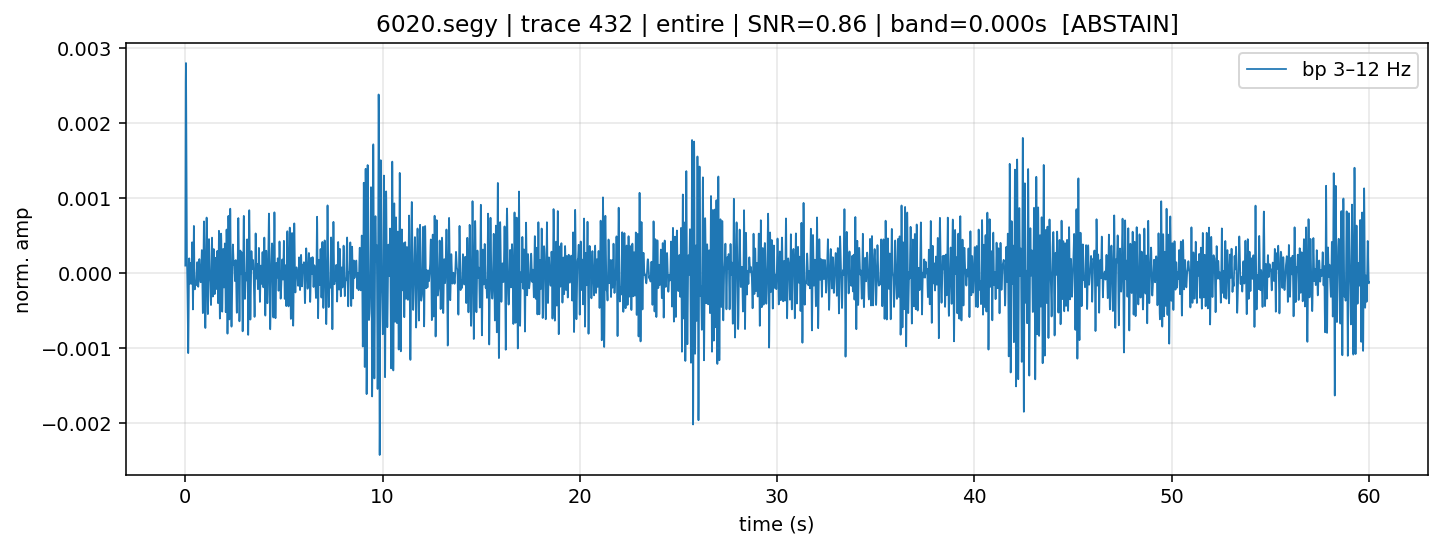 6020.segy | trace 432 | entire | SNR=0.86 | band=0.000s  [ABSTAIN]
bp 3–12 Hz
norm. amp
0.003
0.002
0.001
0.000
−0.001
−0.002
0 10 20 30 40 50 60
time (s)